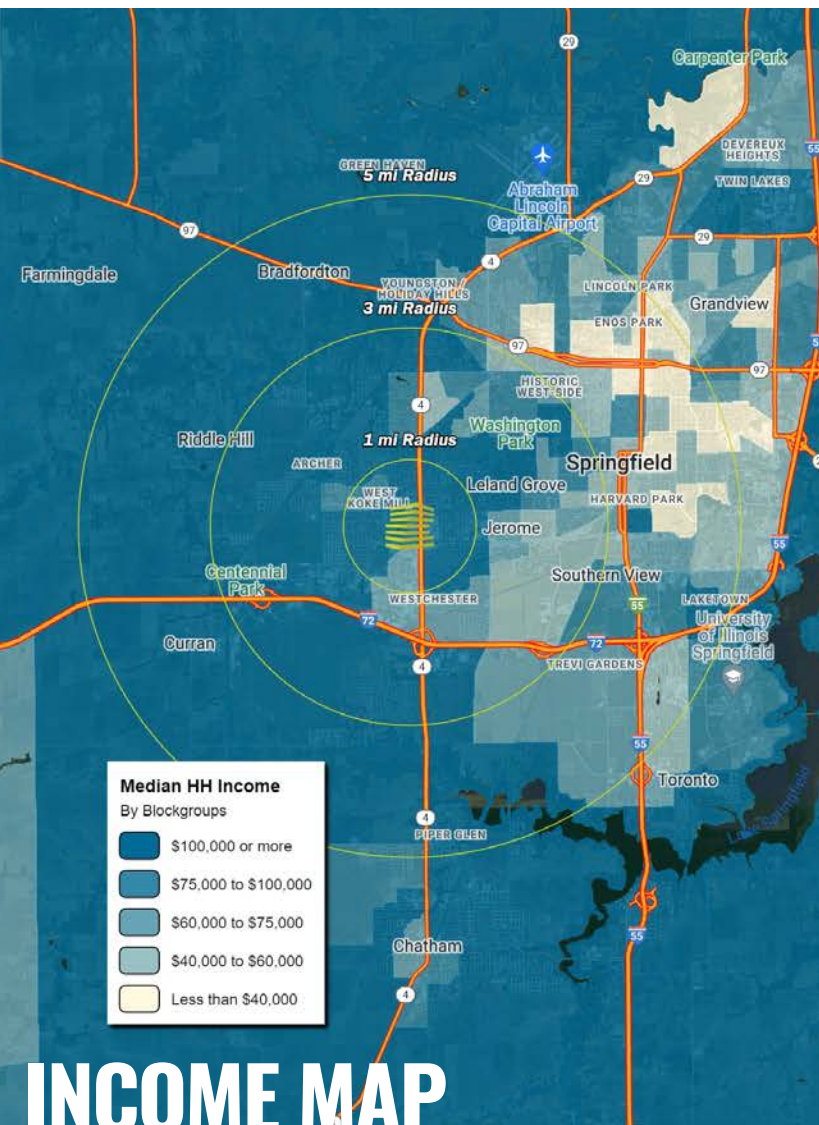 29
Carpenter Park
DEVEREUX
HEIGHTS
55
GREEN HAVEN
5 mi Radius
29
TWIN LAKES
Abraham
Lincoln
Capital Airport
97
29
4
Farmingdale
Bradfordton
YOUNGSTON /
HOLIDAY HILLS
LINCOLN PARK
Grandview
3 mi Radius
ENOS PARK
97
97
HISTORIC
WEST-SIDE
4
Washington
Park
Riddle Hill
1 mi Radius
ARCHER
Springfield
Leland Grove
WEST
KOKE MILL
HARVARD PARK
Jerome
55
Centennial
Park
Southern View
WESTCHESTER
55
LAKETOWN
72
University
of Illinois
Springfield
Curran
72
4
TREVI GARDENS
55
Toronto
Lake Springfield
4
PIPER GLEN
55
Chatham
4
Median HH Income
By Blockgroups
$100,000 or more
$75,000 to $100,000
$60,000 to $75,000
$40,000 to $60,000
Less than $40,000
INCOME MAP